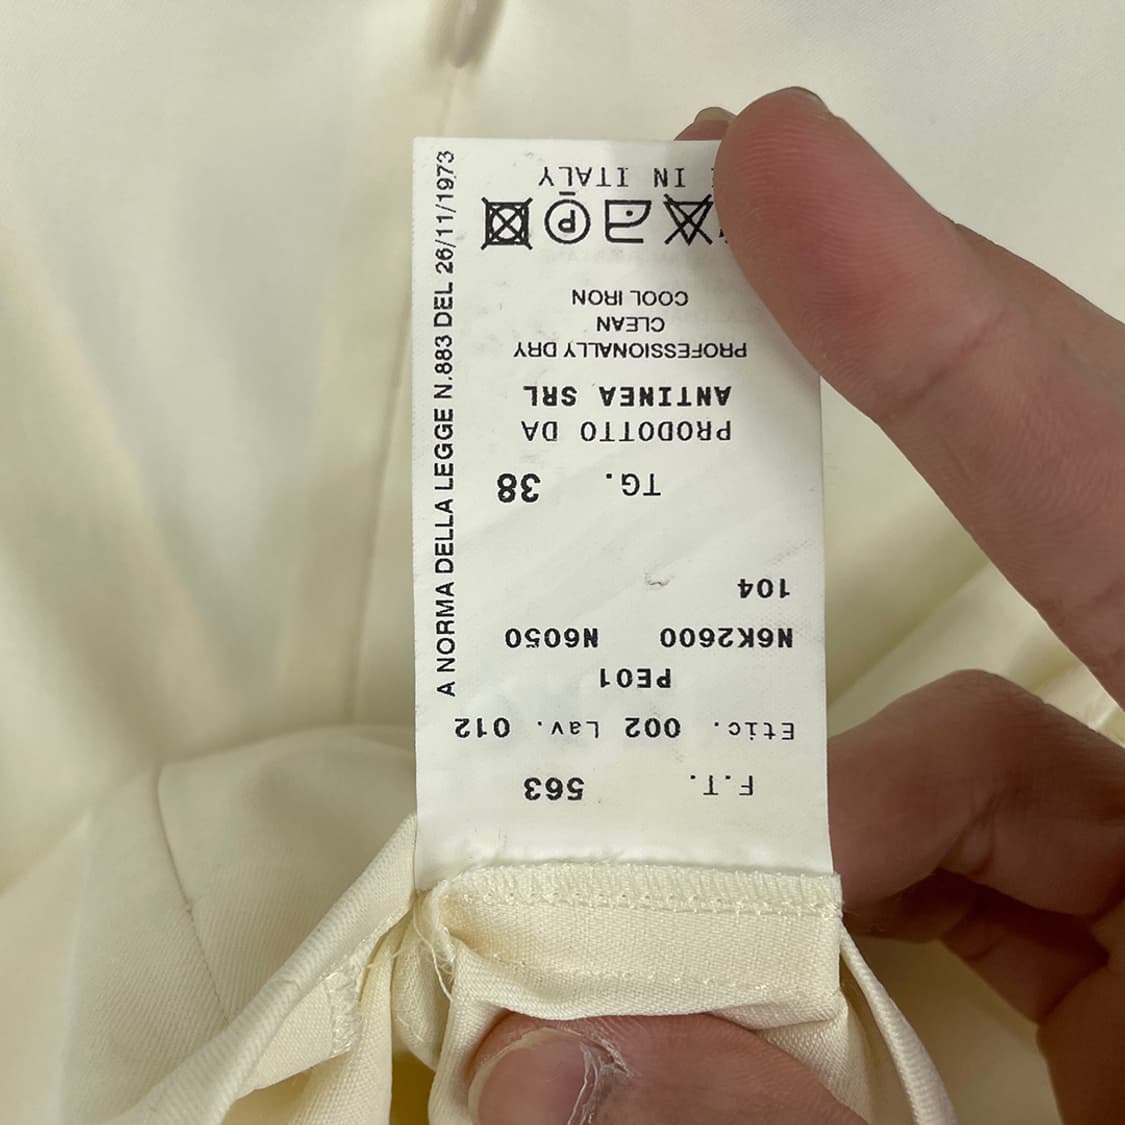 F.T. 563
Etic. 002 Lav. 012
PE01
N6K2600 N6050
104
TG. 38
PRODOTTO DA
ANTINEA SRL
PROFESSIONALLY DRY
CLEAN
COOL IRON
P
IN ITALY
A NORMA DELLA LEGGE N.883 DEL 26/11/1973